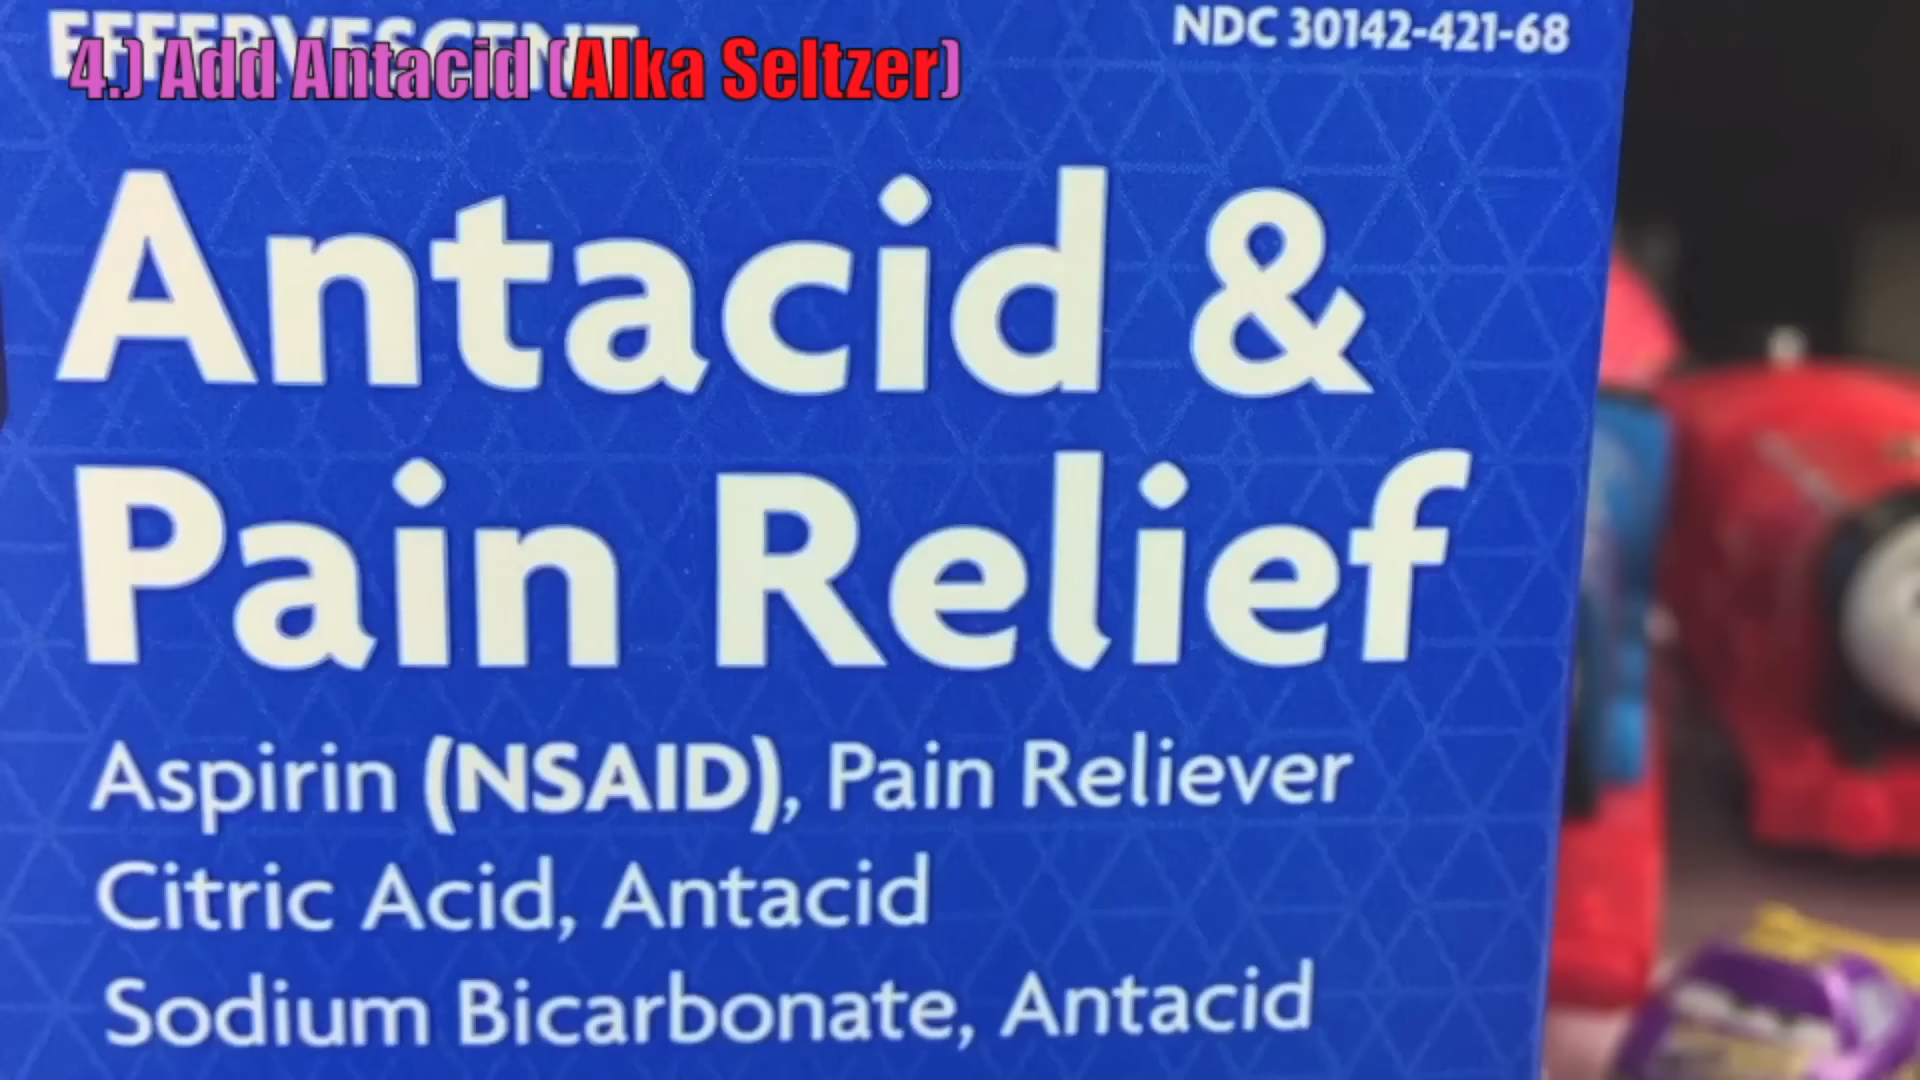 EFFERVESCENT
NDC 30142-421-68
4.) Add Antacid (Alka Seltzer)
Antacid &
Pain Relief
Aspirin (NSAID), Pain Reliever
Citric Acid, Antacid
Sodium Bicarbonate, Antacid